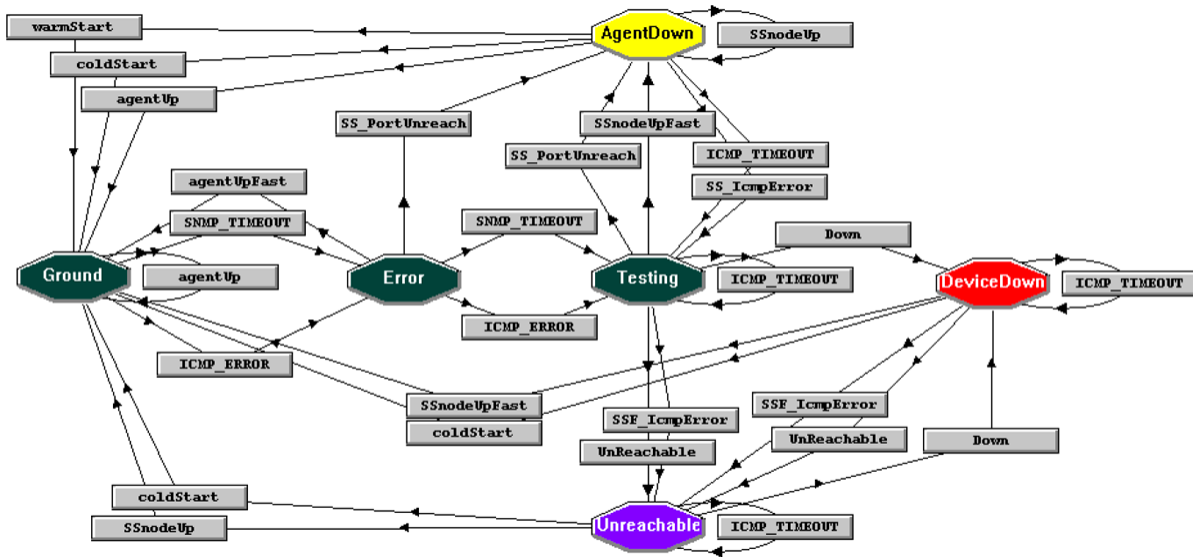 warmStart
AgentDown
SSnodeUp
coldStart
agentUp
SS_PortUnreach
SSnodeUpFast
SS_PortUnreach
ICMP_TIMEOUT
agentUpFast
SS_IcmpError
SNMP_TIMEOUT
SNMP_TIMEOUT
Down
Ground
agentUp
Error
Testing
ICMP_TIMEOUT
DeviceDown
ICMP_TIMEOUT
ICMP_ERROR
ICMP_ERROR
SSnodeUpFast
SSF_IcmpError
SSF_IcmpError
coldStart
UnReachable
UnReachable
Down
coldStart
SSnodeUp
Unreachable
ICMP_TIMEOUT